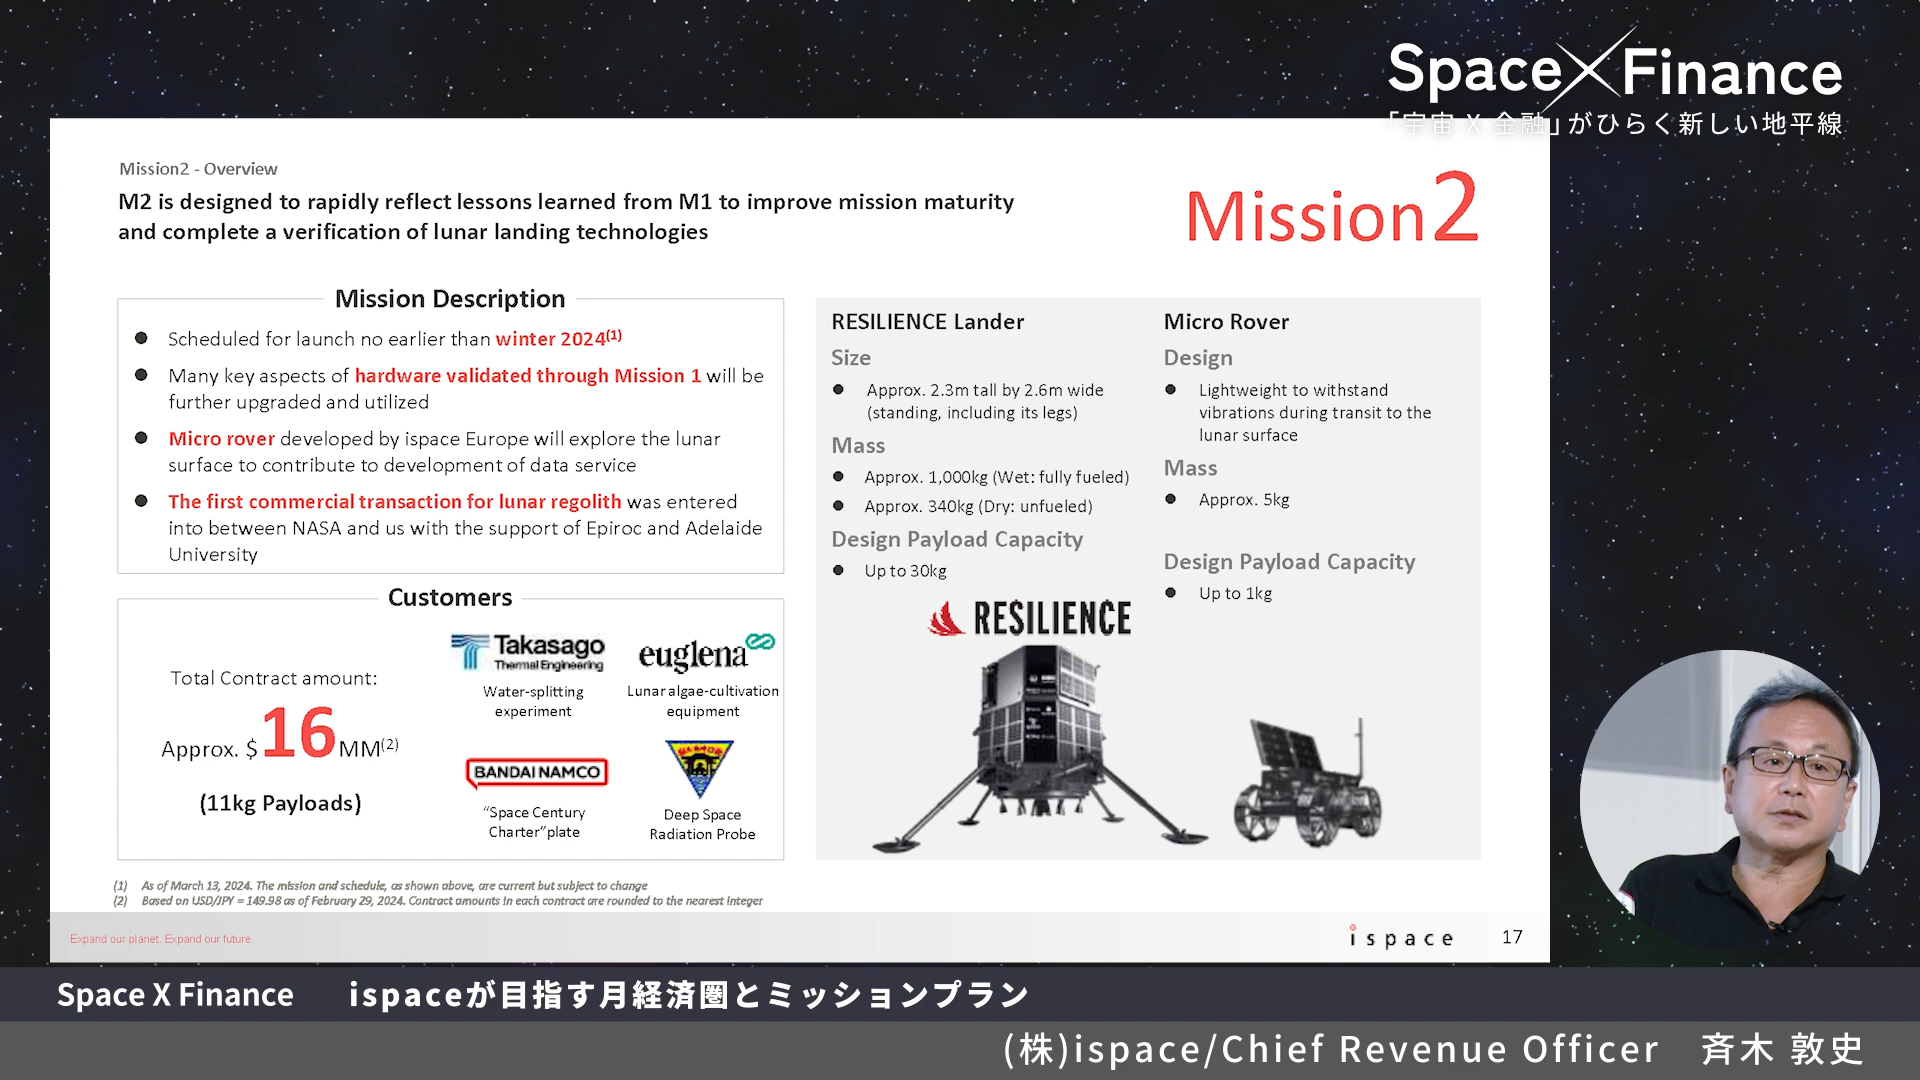 Space X Finance
「宇宙 X 金融」がひらく新しい地平線
Mission2 - Overview
M2 is designed to rapidly reflect lessons learned from M1 to improve mission maturity
and complete a verification of lunar landing technologies
Mission2
Mission Description
● Scheduled for launch no earlier than winter 2024(1)
● Many key aspects of hardware validated through Mission 1 will be
further upgraded and utilized
● Micro rover developed by ispace Europe will explore the lunar
surface to contribute to development of data service
● The first commercial transaction for lunar regolith was entered
into between NASA and us with the support of Epiroc and Adelaide
University
Customers
Total Contract amount:
Approx. $16MM(2)
(11kg Payloads)
Takasago
Thermal Engineering
Water-splitting
experiment
euglena
Lunar algae-cultivation
equipment
BANDAI NAMCO
“Space Century
Charter”plate
Deep Space
Radiation Probe
RESILIENCE Lander
Size
● Approx. 2.3m tall by 2.6m wide
(standing, including its legs)
Mass
● Approx. 1,000kg (Wet: fully fueled)
● Approx. 340kg (Dry: unfueled)
Design Payload Capacity
● Up to 30kg
RESILIENCE
Micro Rover
Design
● Lightweight to withstand
vibrations during transit to the
lunar surface
Mass
● Approx. 5kg
Design Payload Capacity
● Up to 1kg
(1) As of March 13, 2024. The mission and schedule, as shown above, are current but subject to change
(2) Based on USD/JPY = 149.98 as of February 29, 2024. Contract amounts in each contract are rounded to the nearest integer
Expand our planet. Expand our future.
ispace
17
Space X Finance ispaceが目指す月経済圏とミッションプラン
(株)ispace/Chief Revenue Officer 斉木 敦史